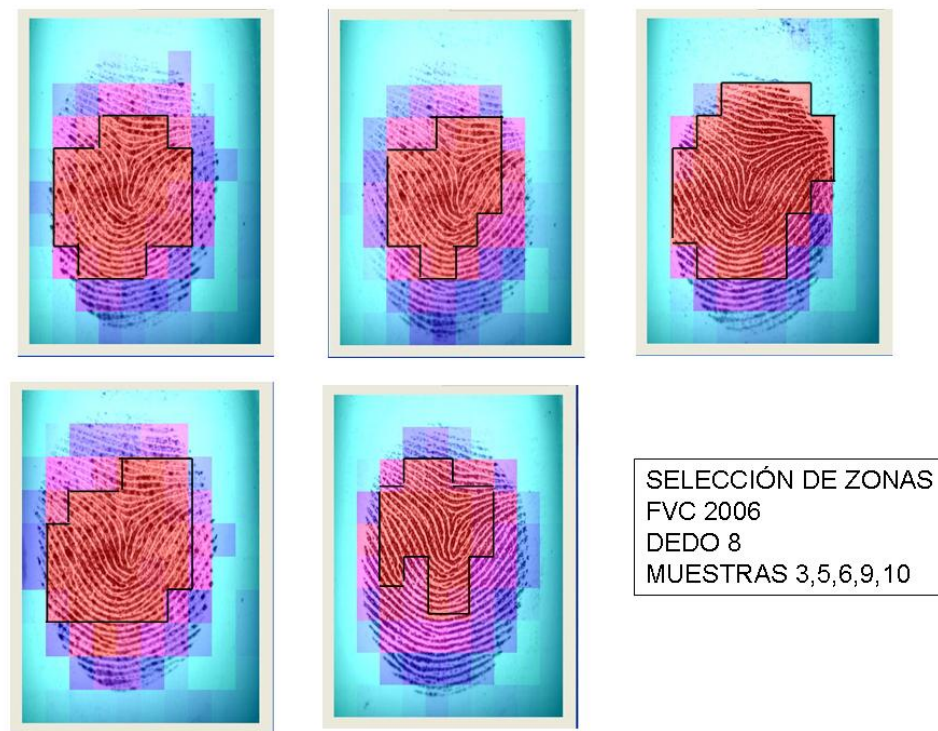 SELECCIÓN DE ZONAS
FVC 2006
DEDO 8
MUESTRAS 3,5,6,9,10